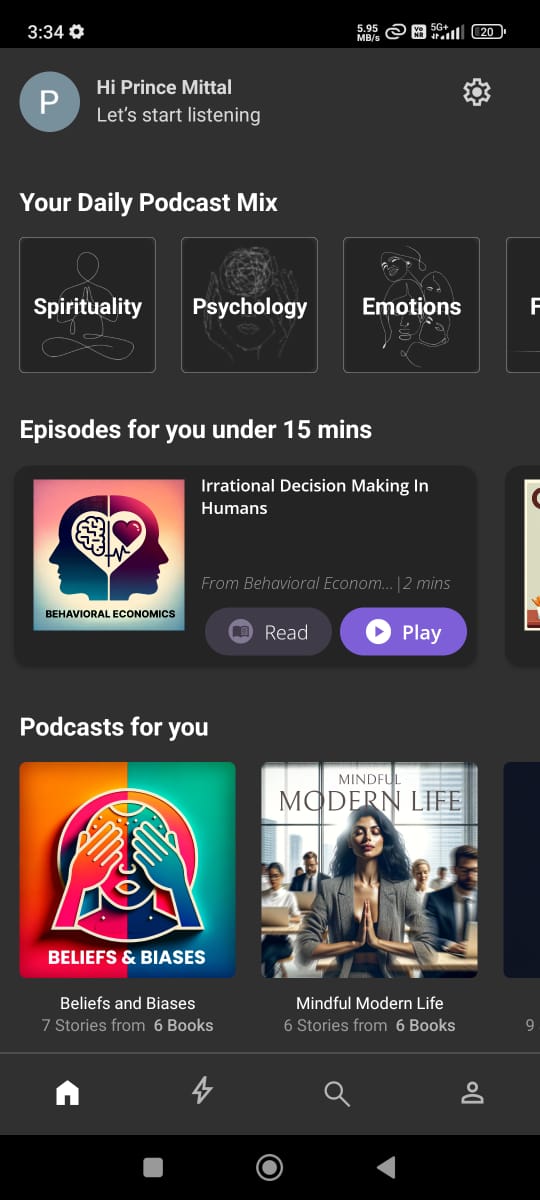 3:34
5.95 MB/s
Vo NR
5G+
20
P
Hi Prince Mittal
Let's start listening
Your Daily Podcast Mix
Spirituality
Psychology
Emotions
F
Episodes for you under 15 mins
BEHAVIORAL ECONOMICS
Irrational Decision Making In
Humans
From Behavioral Econom...|2 mins
Read
Play
Podcasts for you
BELIEFS & BIASES
MINDFUL
MODERN LIFE
Beliefs and Biases
Mindful Modern Life
7 Stories from 6 Books
6 Stories from 6 Books
9